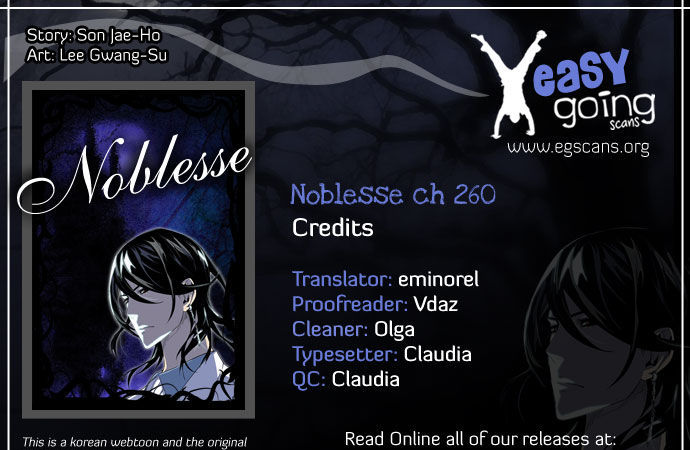 Story: Son Jae-Ho
Art: Lee Gwang-Su
easy
going
scans
www.egscans.org
Noblesse
Noblesse ch 260
Credits
Translator: eminorel
Proofreader: Vdaz
Cleaner: Olga
Typesetter: Claudia
QC: Claudia
This is a korean webtoon and the original
Read Online all of our releases at: